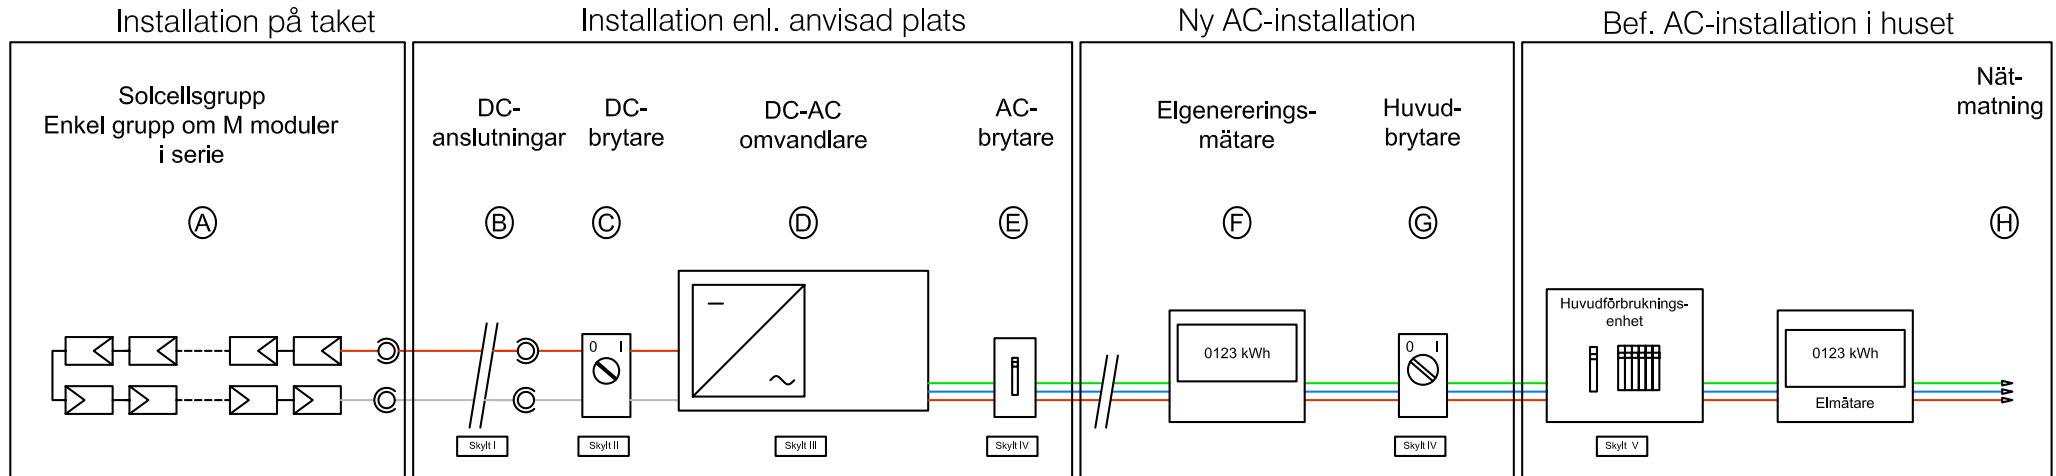 Installation på taket
Installation enl. anvisad plats
Ny AC-installation
Bef. AC-installation i huset
Solcellsgrupp
Enkel grupp om M moduler
i serie
A
DC-
anslutningar
B
DC-
brytare
C
DC-AC
omvandlare
D
AC-
brytare
E
Elgenererings-
mätare
F
Huvud-
brytare
G
Nät-
matning
H
0 I
0123 kWh
0 I
Huvudförbruknings-
enhet
0123 kWh
Elmätare
Skylt I
Skylt II
Skylt III
Skylt IV
Skylt IV
Skylt V